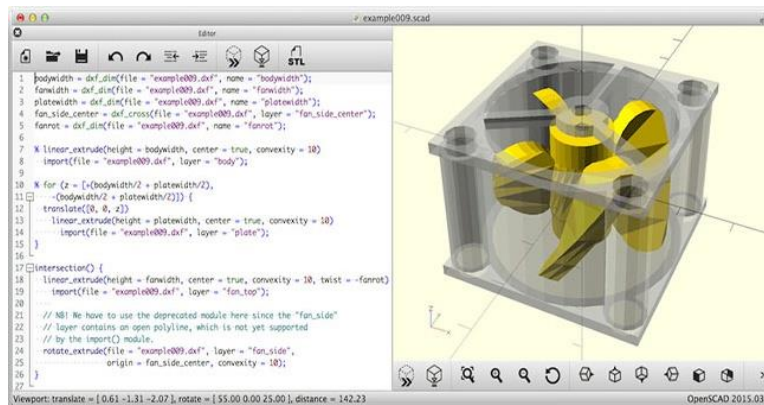 example009.scad
Editor
STL
1 bodywidth = dxf_dim(file = "example009.dxf", name = "bodywidth");
2 fanwidth = dxf_dim(file = "example009.dxf", name = "fanwidth");
3 platewidth = dxf_dim(file = "example009.dxf", name = "platewidth");
4 fan_side_center = dxf_cross(file = "example009.dxf", layer = "fan_side_center");
5 fanrot = dxf_dim(file = "example009.dxf", name = "fanrot");
6
7 % linear_extrude(height = bodywidth, center = true, convexity = 10)
8 import(file = "example009.dxf", layer = "body");
9
10 % for (z = [+(bodywidth/2 + platewidth/2),
11 -(bodywidth/2 + platewidth/2)]) {
12 translate([0, 0, z])
13 linear_extrude(height = platewidth, center = true, convexity = 10)
14 import(file = "example009.dxf", layer = "plate");
15 }
16
17 intersection() {
18 linear_extrude(height = fanwidth, center = true, convexity = 10, twist = -fanrot)
19 import(file = "example009.dxf", layer = "fan_top");
20
21 // NB! We have to use the deprecated module here since the "fan_side"
22 // layer contains an open polyline, which is not yet supported
23 // by the import() module.
24 rotate_extrude(file = "example009.dxf", layer = "fan_side",
25 origin = fan_side_center, convexity = 10);
26 }
27
Viewport: translate = [ 0.61 -1.31 -2.07 ], rotate = [ 55.00 0.00 25.00 ], distance = 142.23
OpenSCAD 2015.03